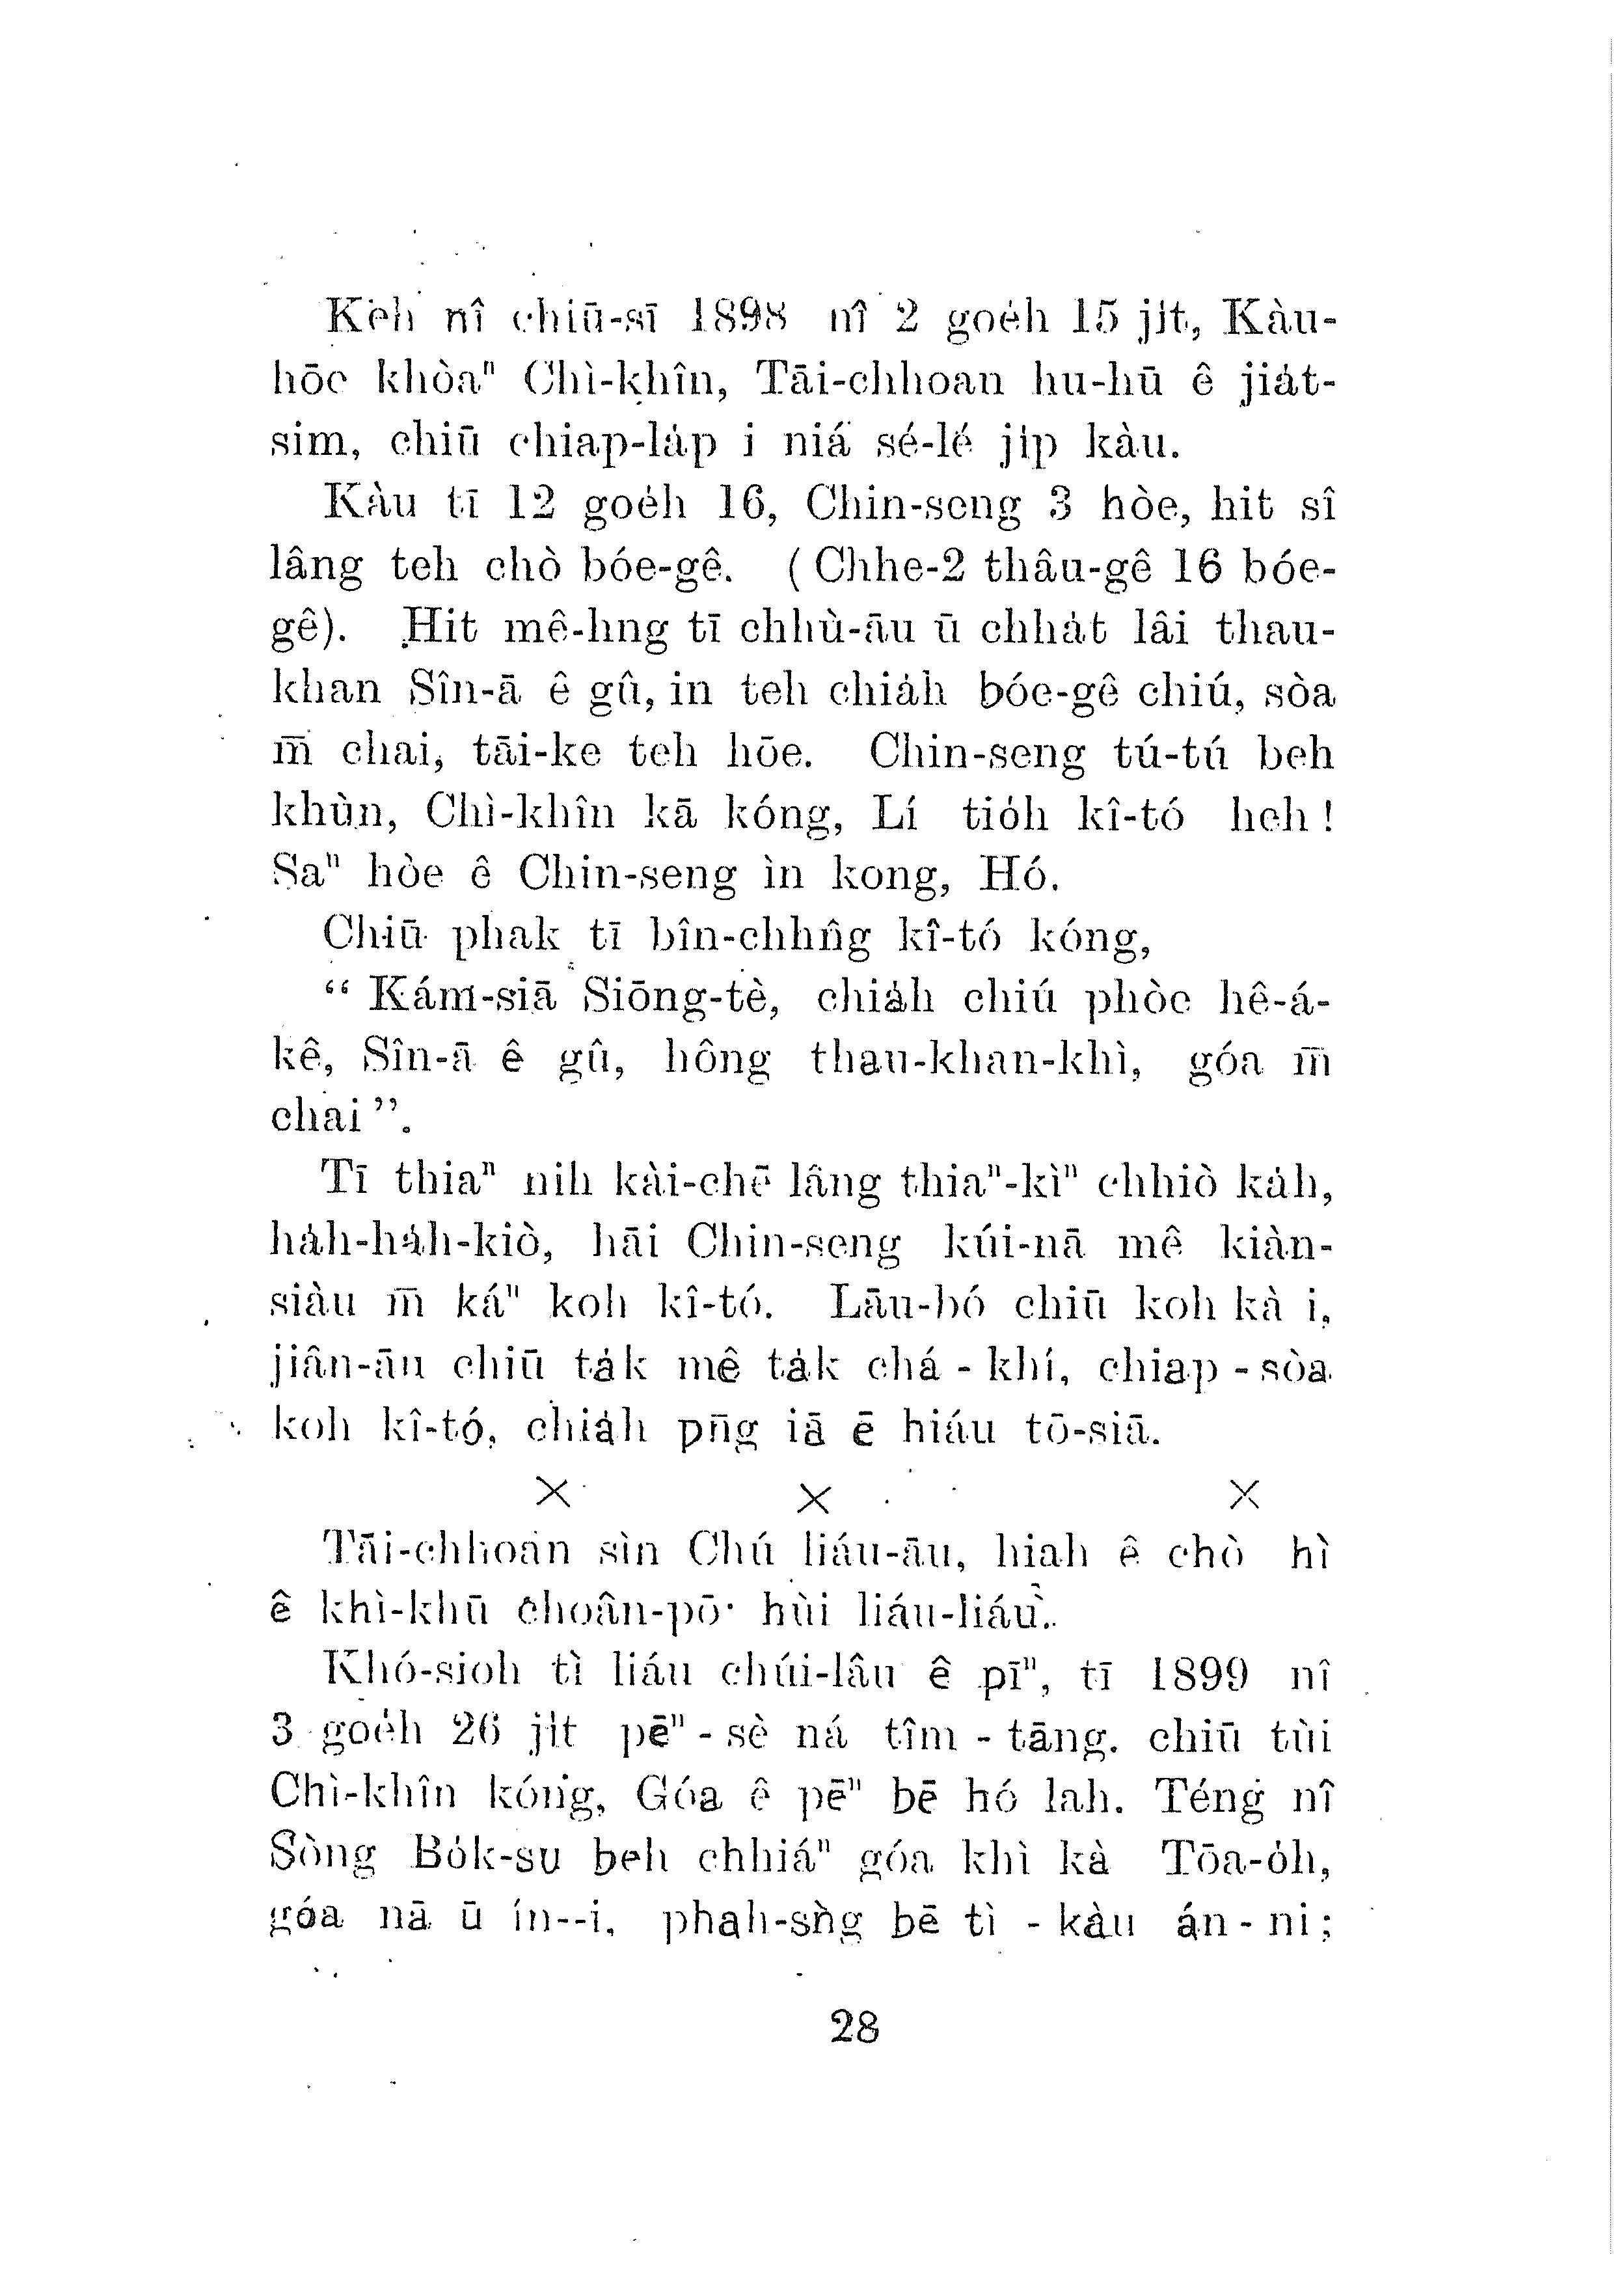 Kèh nî chiū-sī 1898 nî 2 goe̍h 15 ji̍t, Kàu-
hōe khòaⁿ Chì-khîn, Tāi-chhoan hu-hū ê jia̍t-
sim, chiū chiap-la̍p i niá sé-lé ji̍p kàu.
Kàu tī 12 goe̍h 16, Chin-seng 3 hòe, hit sî
lâng teh chò bóe-gê. (Chhe-2 thâu-gê 16 bóe-
gê). Hit mê-hng tī chhù-āu ū chha̍t lâi thau-
khan Sîn-ā ê gû, in teh chia̍h bóe-gê chiú, sòa
m̄ chai, tāi-ke teh hōe. Chin-seng tú-tú beh
khùn, Chì-khîn kā kóng, Lí tio̍h kî-tó heh!
Saⁿ hòe ê Chin-seng ìn kong, Hó.
Chiū phak tī bîn-chhn̂g kî-tó kóng,
“Kám-siā Siōng-tè, chia̍h chiú phòe hê-á-
kê, Sîn-ā ê gû, hông thau-khan-khì, góa m̄
chai”.
Tī thiaⁿ nih kài-chē lâng thiaⁿ-kìⁿ chhiò ka̍h,
ha̍h-ha̍h-kiò, hāi Chin-seng kúi-nā mê kiàn-
siàu m̄ káⁿ koh kî-tó. Lāu-bó chiū koh kà i,
jiân-āu chiū ta̍k mê ta̍k chá-khí, chiap-sòa
koh kî-tó, chia̍h pn̄g iā ē hiáu tō-siā.
× × ×
Tāi-chhoan sìn Chú liáu-āu, hiah ê chò hì
ê khì-khū choân-pō͘ hùi liáu-liáu.
Khó-sioh tì liáu chúi-lâu ê pīⁿ, tī 1899 nî
3 goe̍h 26 ji̍t pēⁿ-sè ná tîm-tāng. chiū tùi
Chì-khîn kóng, Góa ê pēⁿ bē hó lah. Téng nî
Sòng Bo̍k-su beh chhiáⁿ góa khì kà Tōa-o̍h,
góa nā ū ín--i, phah-sǹg bē tì-kàu án-ni;
28